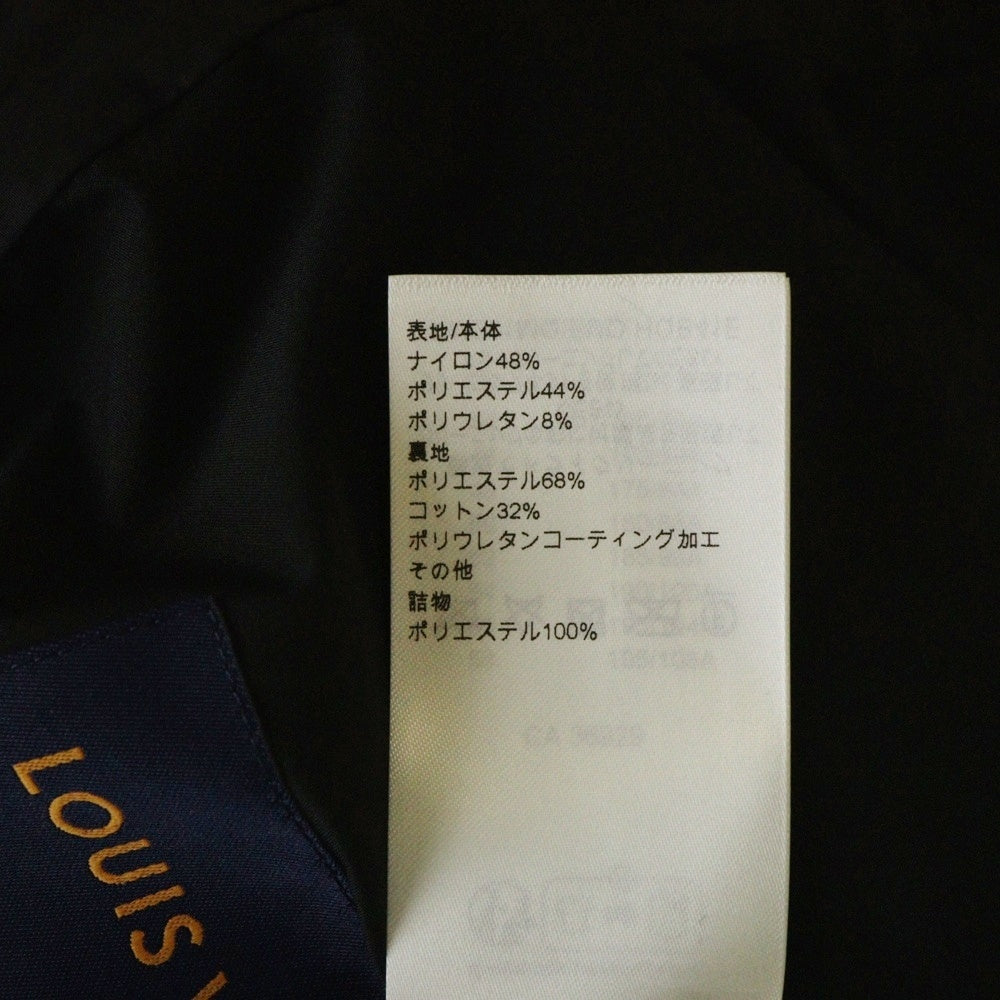 表地/本体
ナイロン48%
ポリエステル44%
ポリウレタン8%
裏地
ポリエステル68%
コットン32%
ポリウレタンコーティング加工
その他
詰物
ポリエステル100%
LOUIS V